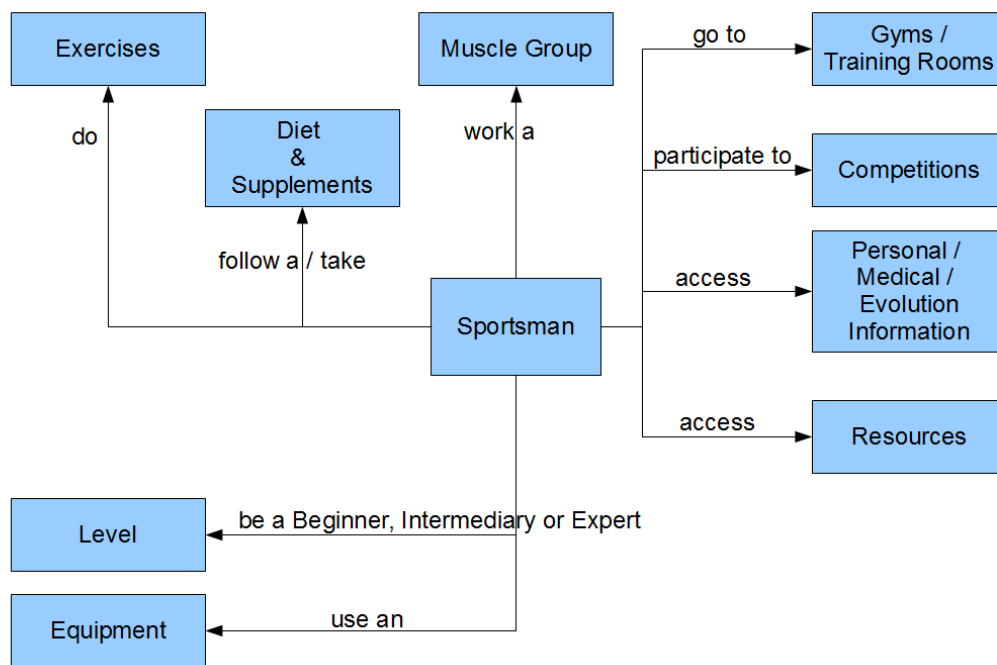 Exercises
Muscle Group
go to
Gyms /
Training Rooms
do
Diet
&
Supplements
work a
participate to
Competitions
follow a / take
Sportsman
access
Personal /
Medical /
Evolution
Information
access
Resources
Level
be a Beginner, Intermediary or Expert
Equipment
use an